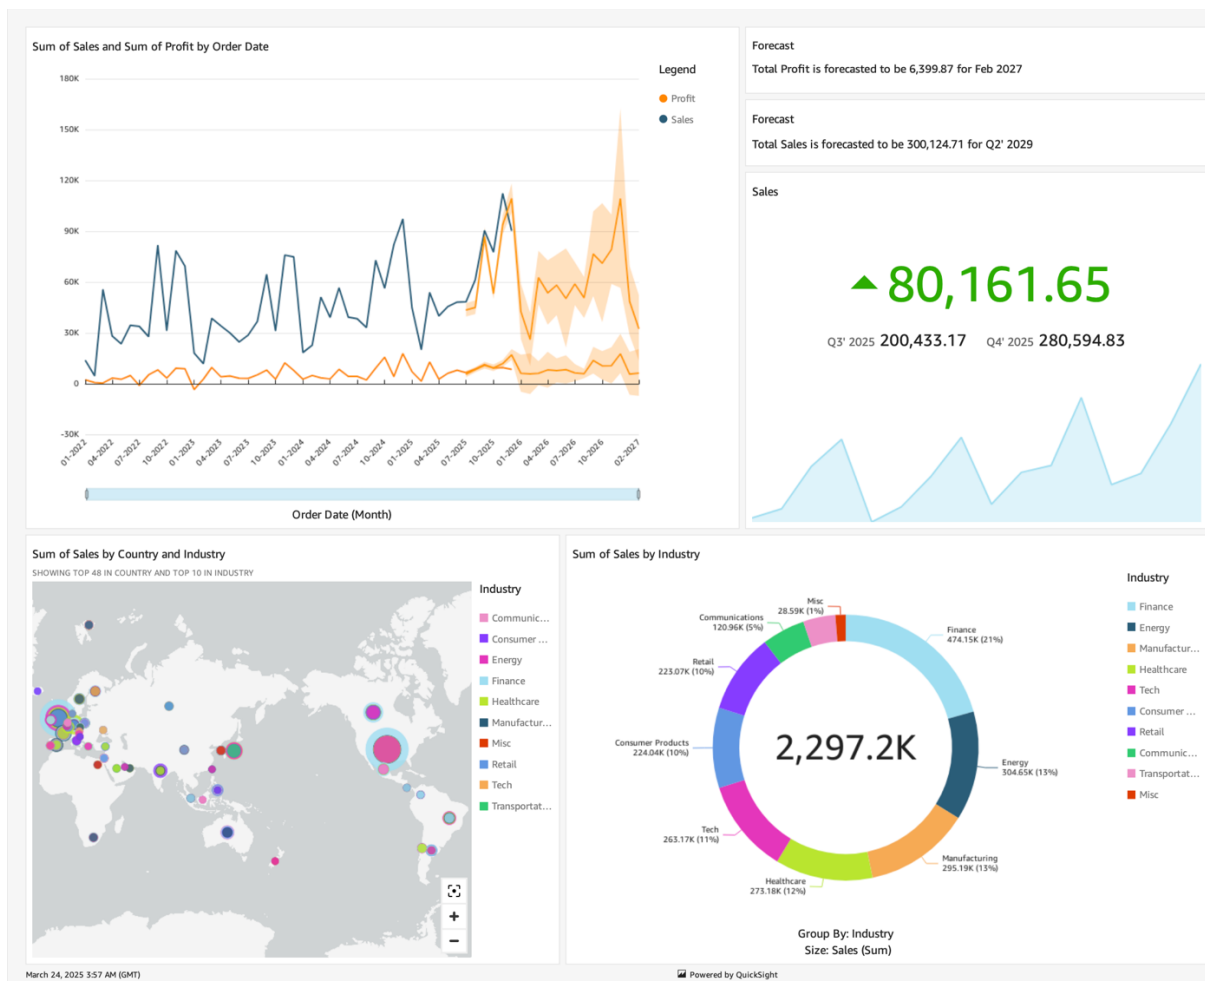 Sum of Sales and Sum of Profit by Order Date
180K
150K
120K
90K
60K
30K
0
-30K
01-2022
04-2022
07-2022
10-2022
01-2023
04-2023
07-2023
10-2023
01-2024
04-2024
07-2024
10-2024
01-2025
04-2025
07-2025
10-2025
01-2026
04-2026
07-2026
10-2026
02-2027
Order Date (Month)
Legend
Profit
Sales
Forecast
Total Profit is forecasted to be 6,399.87 for Feb 2027
Forecast
Total Sales is forecasted to be 300,124.71 for Q2' 2029
Sales
80,161.65
Q3' 2025 200,433.17 Q4' 2025 280,594.83
Sum of Sales by Country and Industry
SHOWING TOP 48 IN COUNTRY AND TOP 10 IN INDUSTRY
Industry
Communic...
Consumer ...
Energy
Finance
Healthcare
Manufactur...
Misc
Retail
Tech
Transportat...
Sum of Sales by Industry
Misc
28.59K (1%)
Communications
120.96K (5%)
Finance
474.15K (21%)
Retail
223.07K (10%)
Consumer Products
224.04K (10%)
2,297.2K
Energy
304.65K (13%)
Tech
263.17K (11%)
Manufacturing
295.19K (13%)
Healthcare
273.18K (12%)
Group By: Industry
Size: Sales (Sum)
Industry
Finance
Energy
Manufactur...
Healthcare
Tech
Consumer ...
Retail
Communic...
Transportat...
Misc
March 24, 2025 3:57 AM (GMT)
Powered by QuickSight